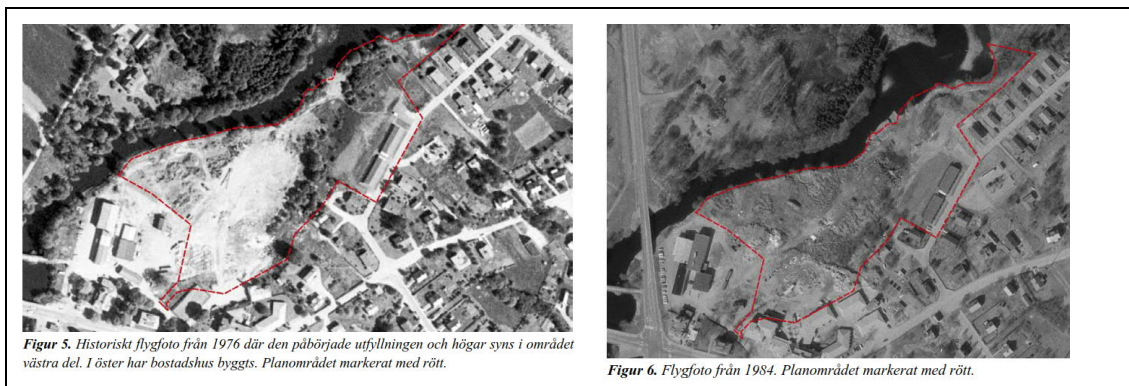 Figur 5. Historiskt flygfoto från 1976 där den påbörjade utfyllningen och högar syns i området
västra del. I öster har bostadshus byggts. Planområdet markerat med rött.
Figur 6. Flygfoto från 1984. Planområdet markerat med rött.